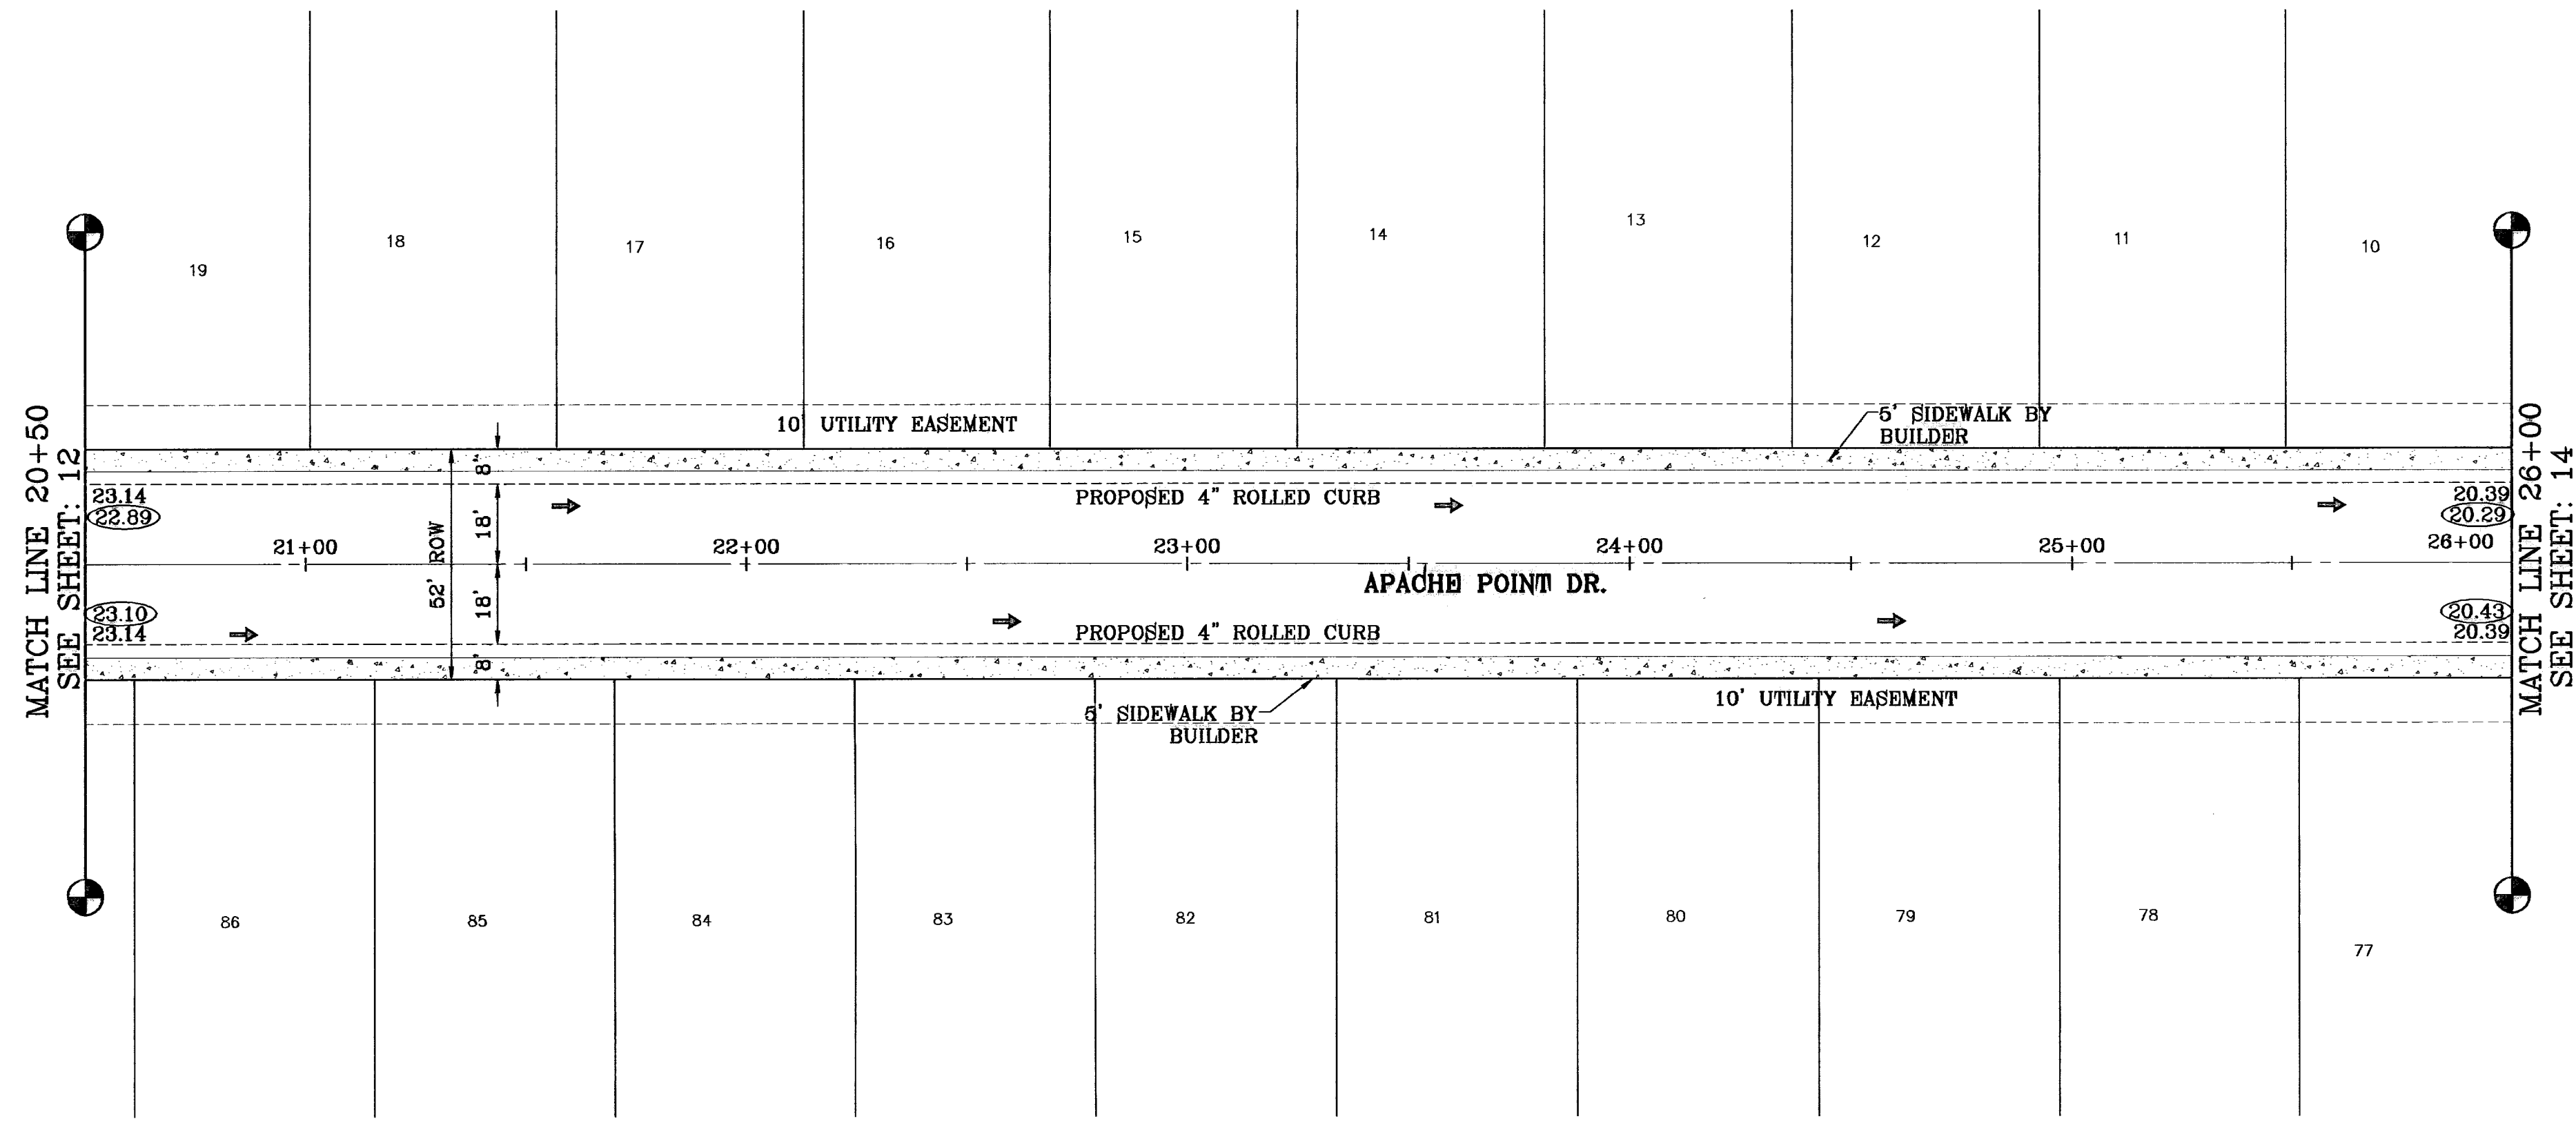 19
18
17
16
15
14
13
12
11
10
MATCH LINE 20+50
SEE SHEET: 12
10' UTILITY EASEMENT
5' SIDEWALK BY
BUILDER
8'
23.14
22.89
PROPOSED 4" ROLLED CURB
20.39
20.29
18'
52' ROW
21+00
22+00
23+00
24+00
25+00
26+00
APACHE POINT DR.
18'
23.10
23.14
PROPOSED 4" ROLLED CURB
20.43
20.39
8'
5' SIDEWALK BY
BUILDER
10' UTILITY EASEMENT
MATCH LINE 26+00
SEE SHEET: 14
86
85
84
83
82
81
80
79
78
77